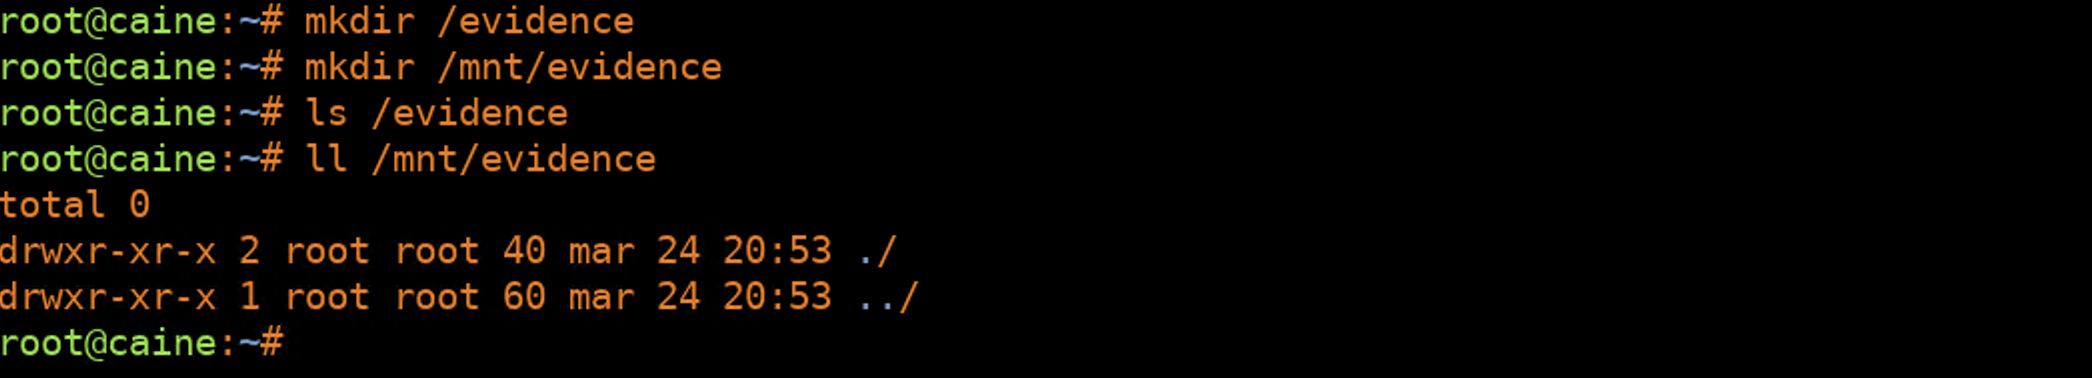 root@caine:~# mkdir /evidence
root@caine:~# mkdir /mnt/evidence
root@caine:~# ls /evidence
root@caine:~# ll /mnt/evidence
total 0
drwxr-xr-x 2 root root 40 mar 24 20:53 ./
drwxr-xr-x 1 root root 60 mar 24 20:53 ../
root@caine:~#